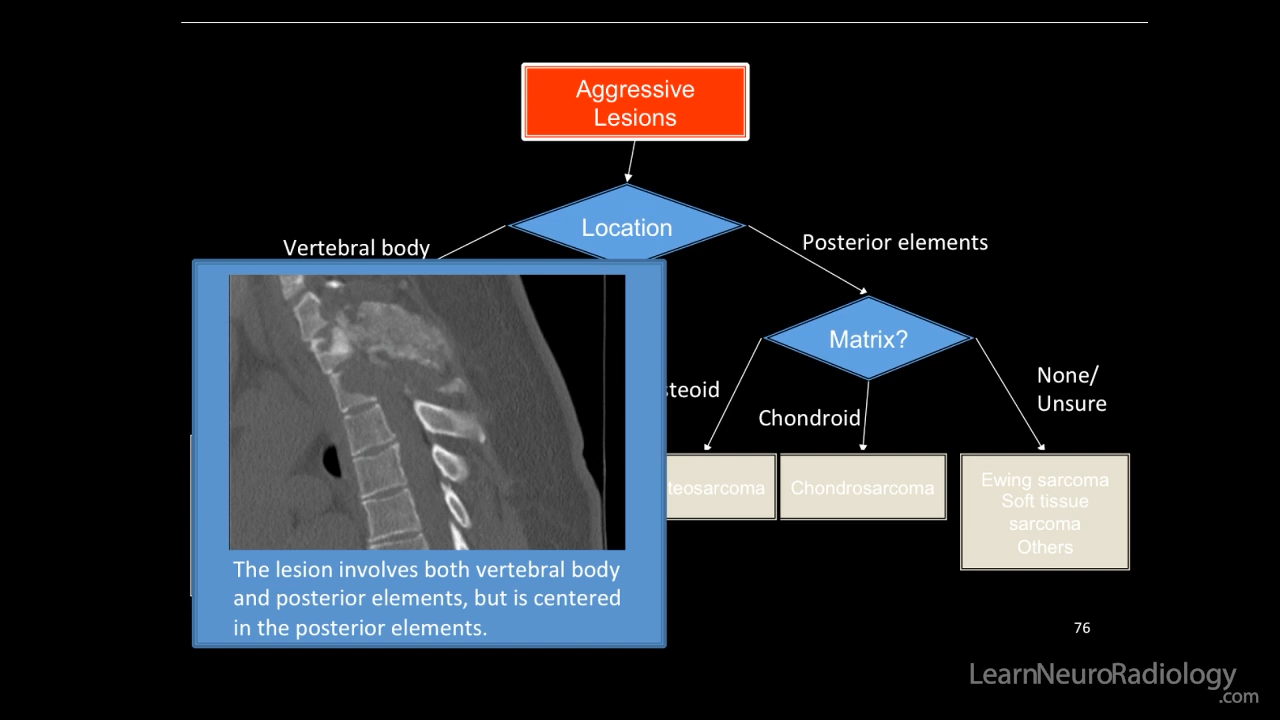 Aggressive
Lesions
Location
Vertebral body
Posterior elements
Matrix?
None/
Unsure
Chondroid
Chondrosarcoma
Ewing sarcoma
Soft tissue
sarcoma
Others
The lesion involves both vertebral body
and posterior elements, but is centered
in the posterior elements.
76
LearnNeuroRadiology
.com